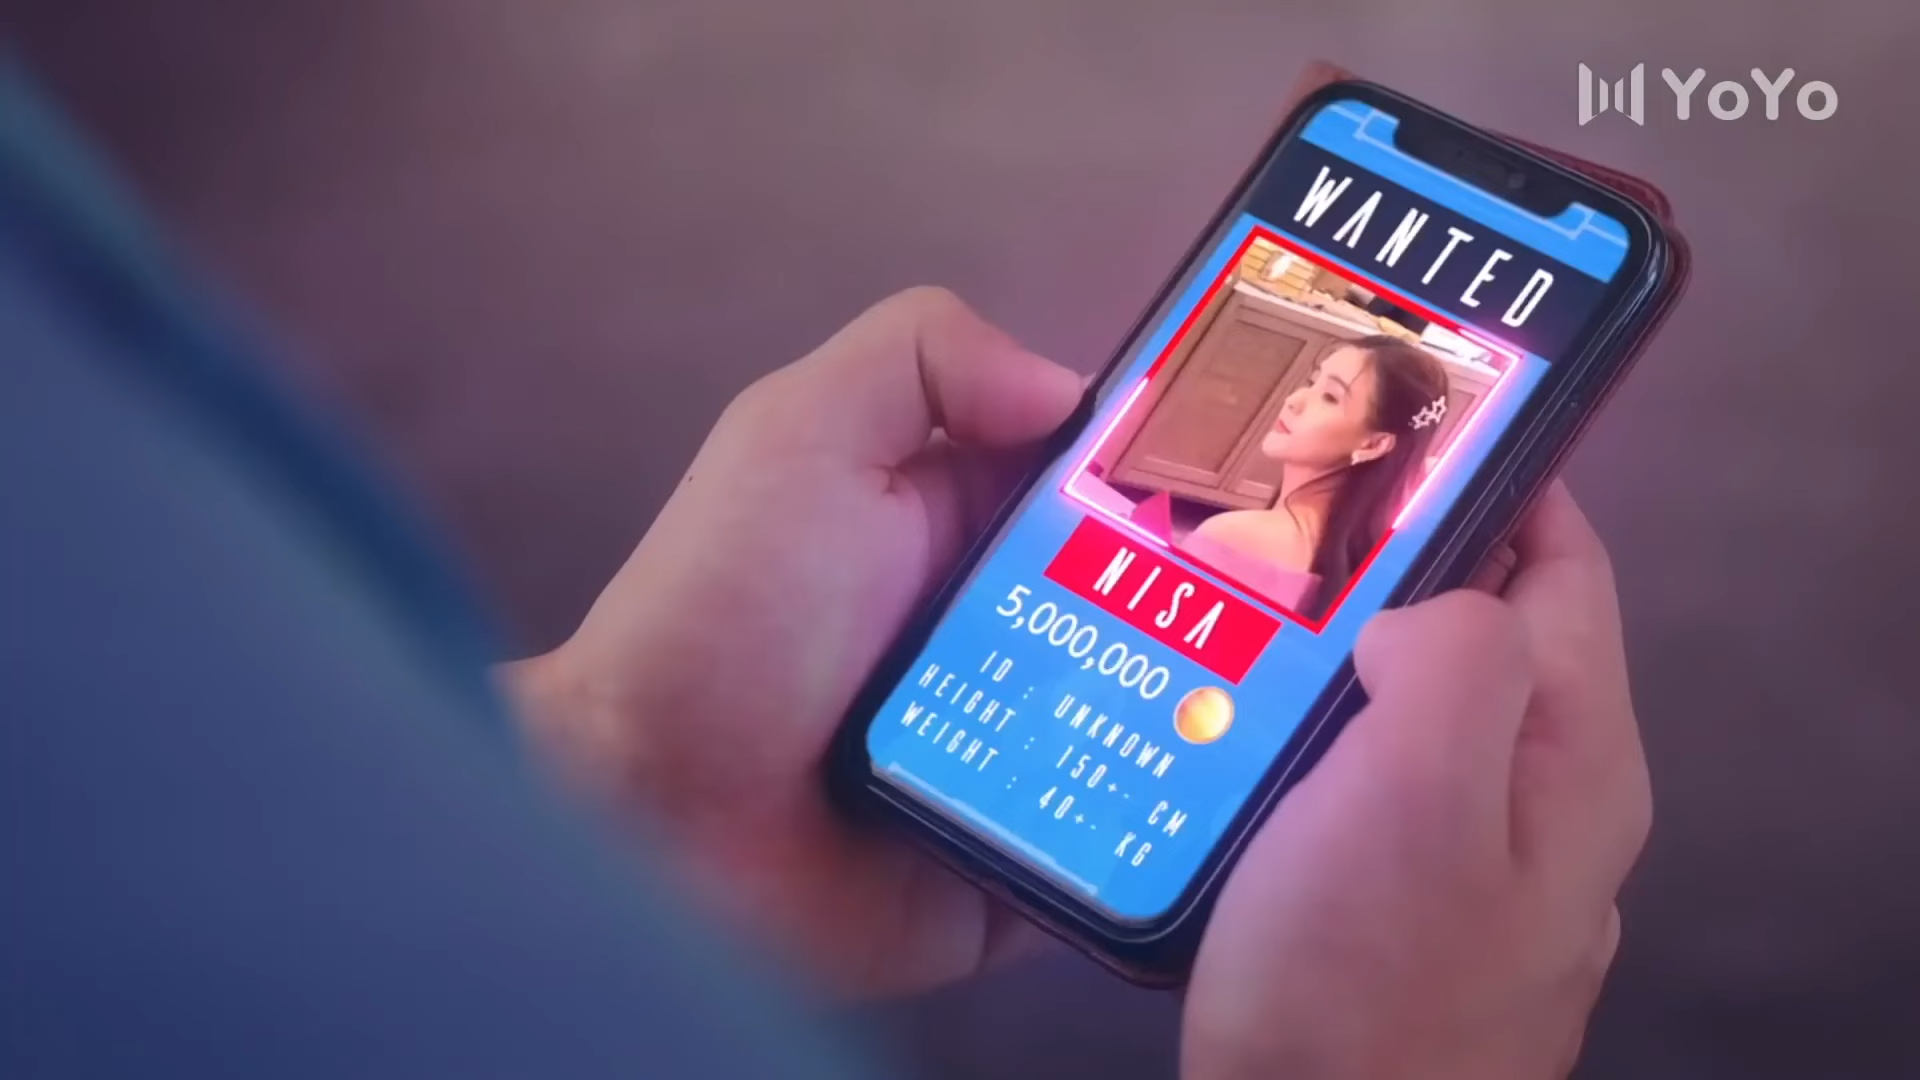 YoYo
WANTED
NISA
5,000,000
ID : UNKNOWN
HEIGHT : 150+- CM
WEIGHT : 40+- KG